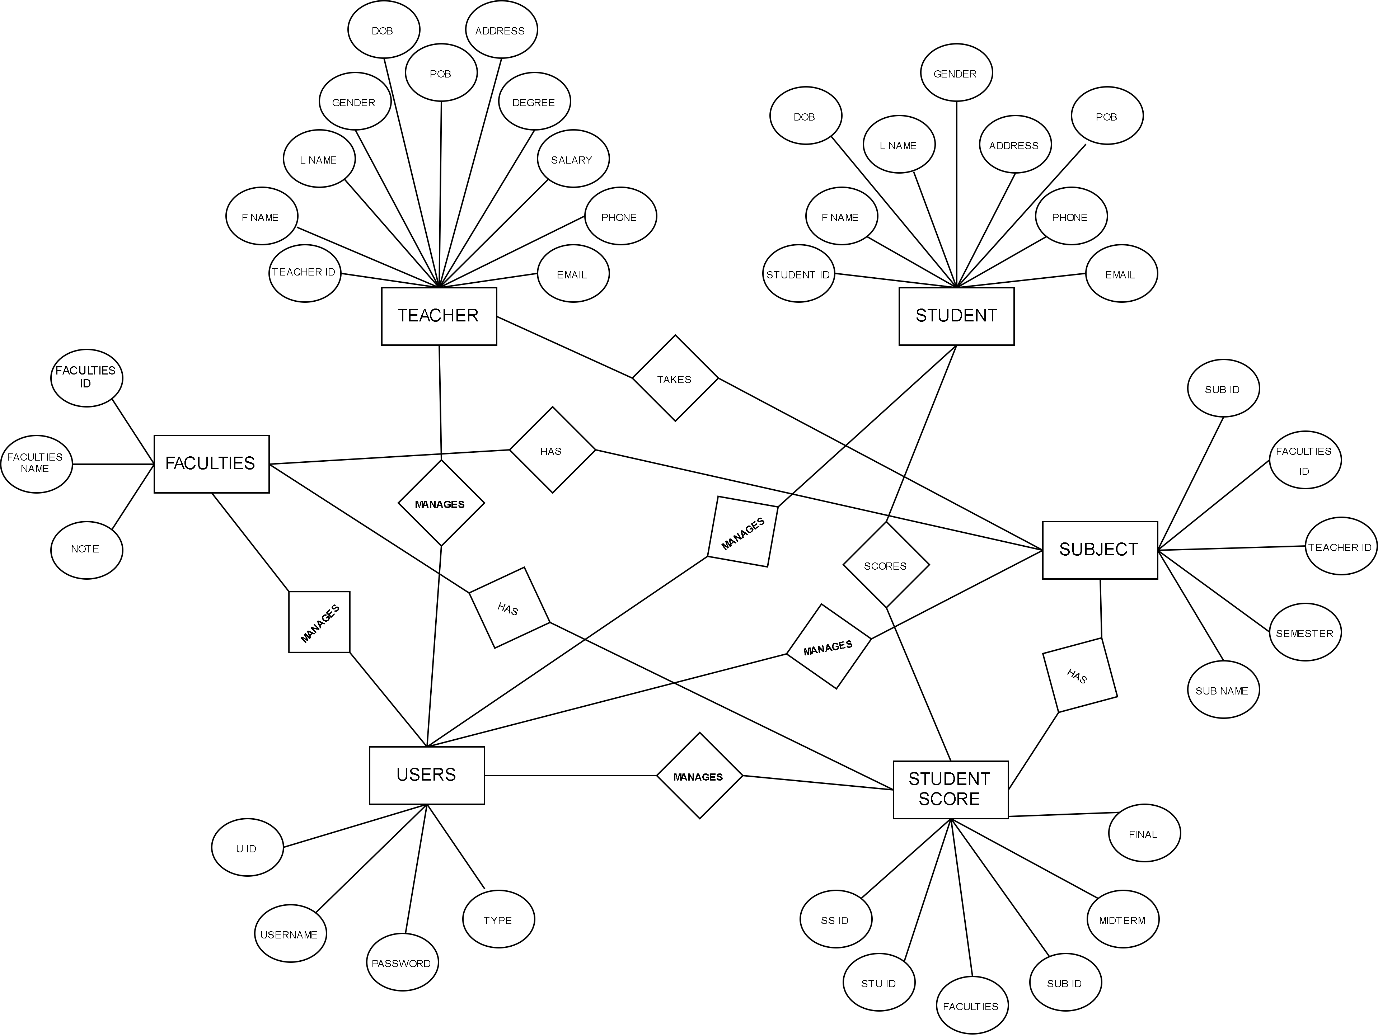 DOB
ADDRESS
POB
GENDER
DEGREE
L NAME
SALARY
F NAME
PHONE
TEACHER ID
EMAIL
TEACHER
GENDER
DOB
POB
L NAME
ADDRESS
F NAME
PHONE
STUDENT ID
EMAIL
STUDENT
TAKES
FACULTIES
ID
FACULTIES
NAME
NOTE
FACULTIES
HAS
MANAGES
MANAGES
SCORES
HAS
MANAGES
MANAGES
SUB ID
FACULTIES
ID
TEACHER ID
SEMESTER
SUB NAME
SUBJECT
HAS
USERS
MANAGES
STUDENT
SCORE
U ID
USERNAME
PASSWORD
TYPE
FINAL
MIDTERM
SS ID
STU ID
SUB ID
FACULTIES